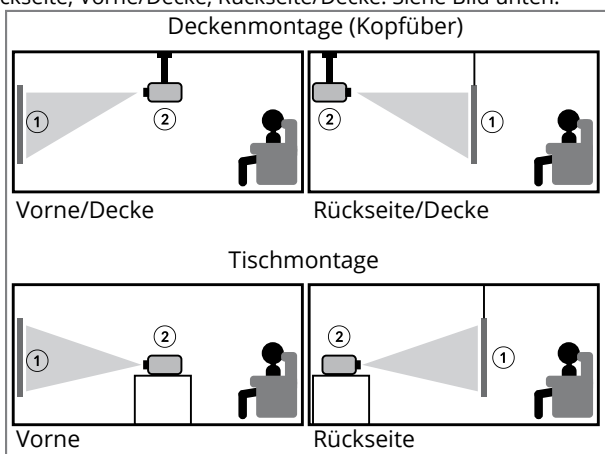 ckseite, Vorne/Decke, Rückseite/Decke. Siehe Bild unten.
Deckenmontage (Kopfüber)
1 2 2 1
Vorne/Decke Rückseite/Decke
Tischmontage
2 2
1 1
Vorne Rückseite